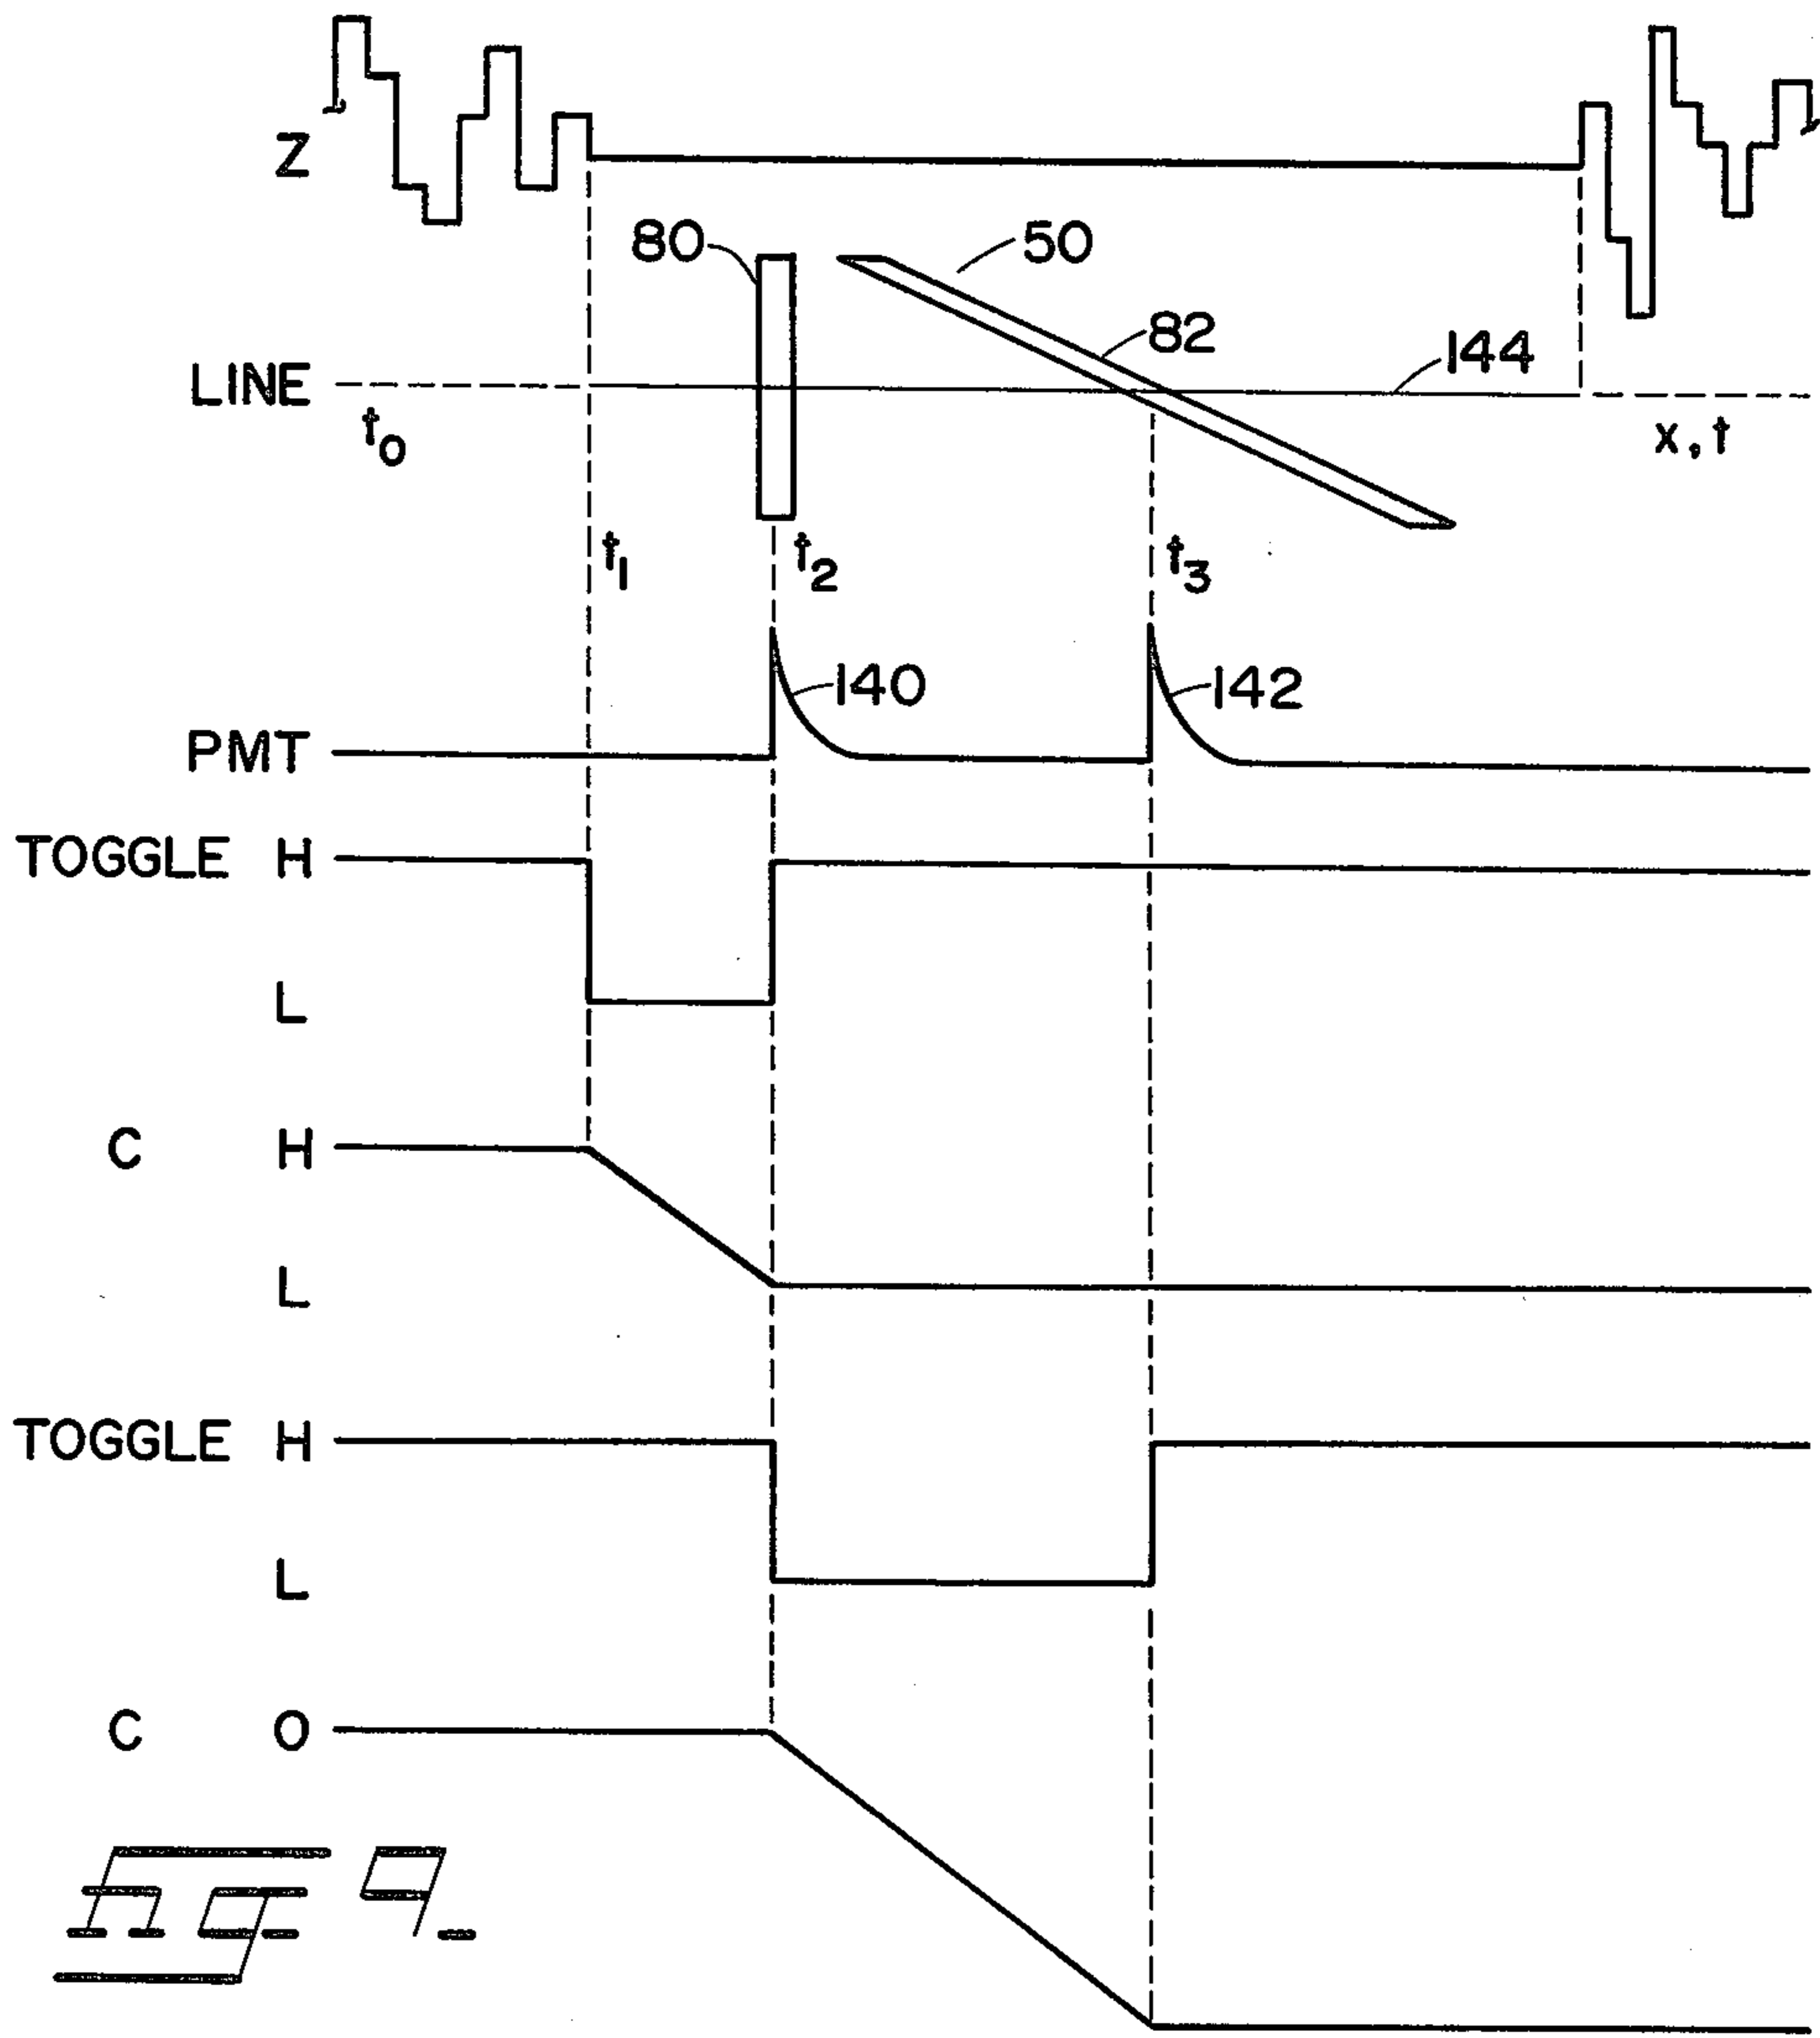 Z
80
50
82
144
LINE
t0
x,t
t1
t2
t3
140
142
PMT
TOGGLE H
L
C H
L
TOGGLE H
L
C O
Fig 9